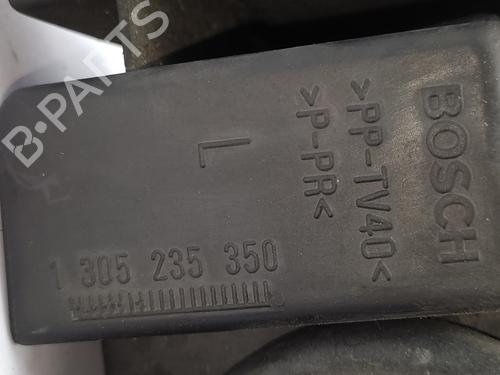 BOSCH
>PP-TV40<
>P-PR<
L
1 305 235 350
B-PARTS